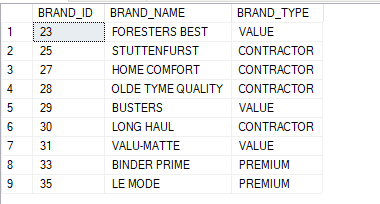 BRAND_ID BRAND_NAME BRAND_TYPE
1 23 FORESTERS BEST VALUE
2 25 STUTTENFURST CONTRACTOR
3 27 HOME COMFORT CONTRACTOR
4 28 OLDE TYME QUALITY CONTRACTOR
5 29 BUSTERS VALUE
6 30 LONG HAUL CONTRACTOR
7 31 VALU-MATTE VALUE
8 33 BINDER PRIME PREMIUM
9 35 LE MODE PREMIUM